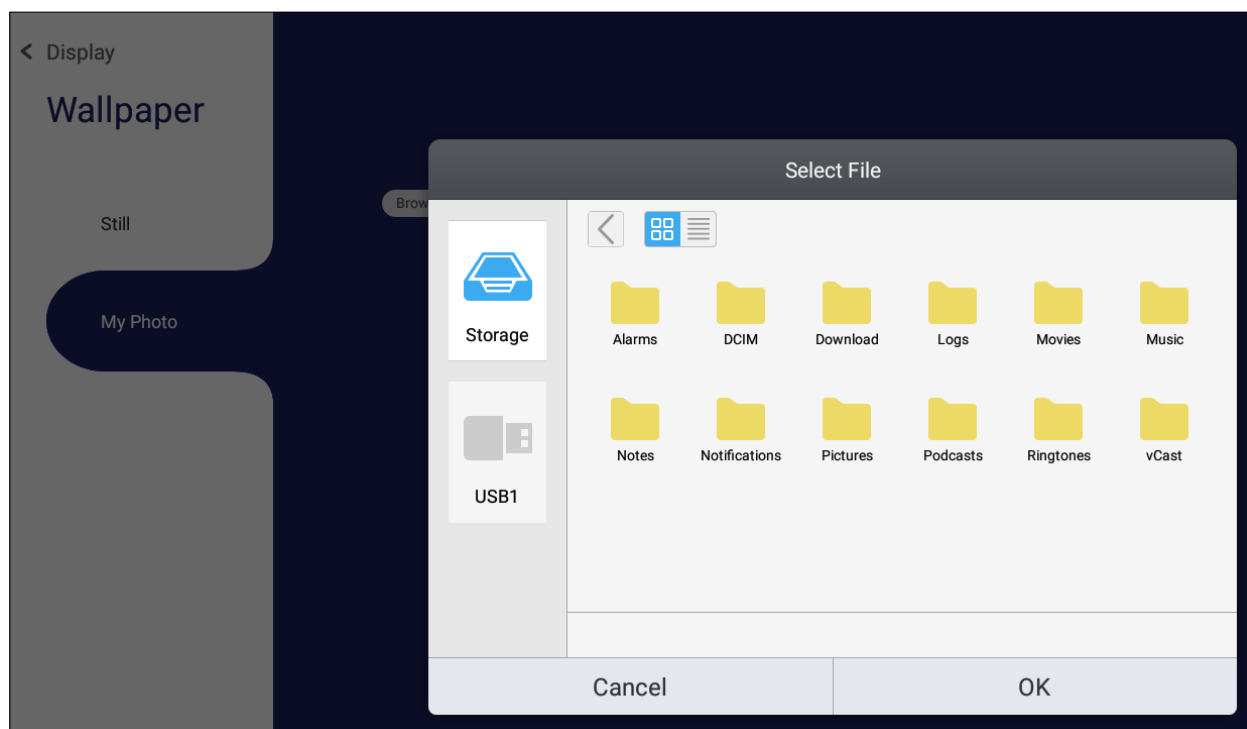 Display
Wallpaper
Still
My Photo
Brow
Select File
Storage
USB1
Alarms
DCIM
Download
Logs
Movies
Music
Notes
Notifications
Pictures
Podcasts
Ringtones
vCast
Cancel
OK